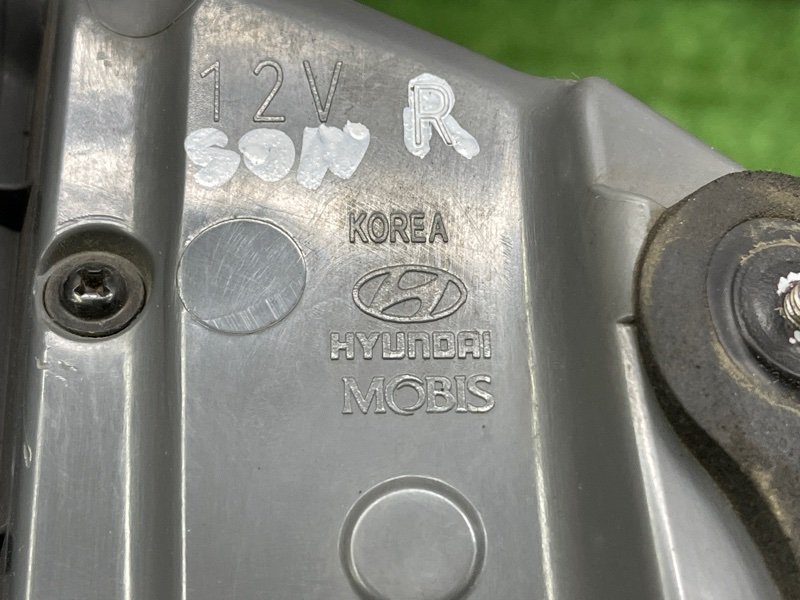 12V R
SON
KOREA
HYUNDAI
MOBIS